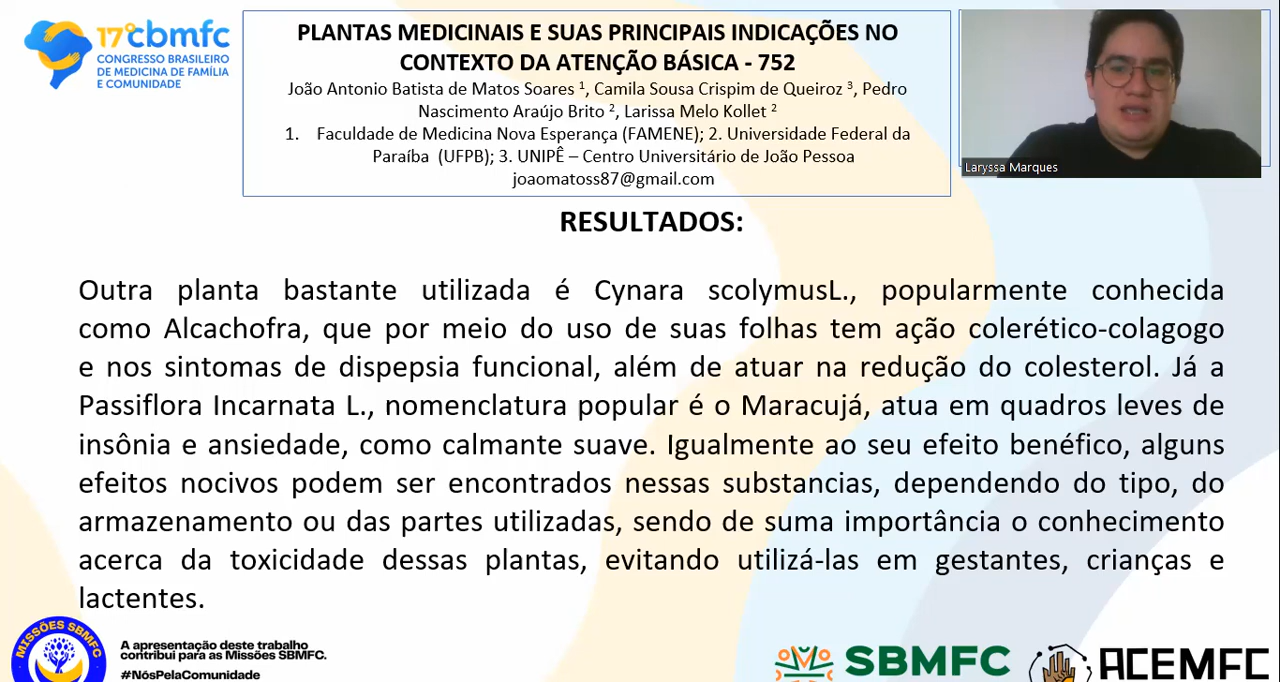 17º cbmfc
CONGRESSO BRASILEIRO
DE MEDICINA DE FAMÍLIA
E COMUNIDADE
PLANTAS MEDICINAIS E SUAS PRINCIPAIS INDICAÇÕES NO
CONTEXTO DA ATENÇÃO BÁSICA - 752
João Antonio Batista de Matos Soares ¹, Camila Sousa Crispim de Queiroz ³, Pedro
Nascimento Araújo Brito ², Larissa Melo Kollet ²
1. Faculdade de Medicina Nova Esperança (FAMENE); 2. Universidade Federal da
Paraíba (UFPB); 3. UNIPÊ – Centro Universitário de João Pessoa
joaomatoss87@gmail.com
Laryssa Marques
RESULTADOS:
Outra planta bastante utilizada é Cynara scolymusL., popularmente conhecida
como Alcachofra, que por meio do uso de suas folhas tem ação colerético-colagogo
e nos sintomas de dispepsia funcional, além de atuar na redução do colesterol. Já a
Passiflora Incarnata L., nomenclatura popular é o Maracujá, atua em quadros leves de
insônia e ansiedade, como calmante suave. Igualmente ao seu efeito benéfico, alguns
efeitos nocivos podem ser encontrados nessas substancias, dependendo do tipo, do
armazenamento ou das partes utilizadas, sendo de suma importância o conhecimento
acerca da toxicidade dessas plantas, evitando utilizá-las em gestantes, crianças e
lactentes.
MISSÕES SBMFC
A apresentação deste trabalho
contribui para as Missões SBMFC.
#NósPelaComunidade
SBMFC
ACEMFC